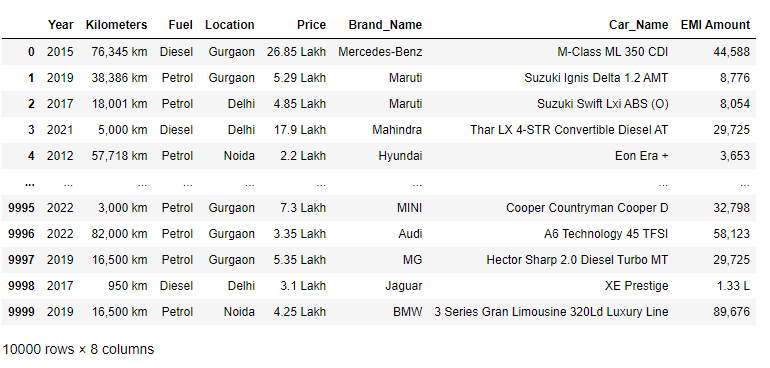 Year Kilometers Fuel Location Price Brand_Name Car_Name EMI Amount
0 2015 76,345 km Diesel Gurgaon 26.85 Lakh Mercedes-Benz M-Class ML 350 CDI 44,588
1 2019 38,386 km Petrol Gurgaon 5.29 Lakh Maruti Suzuki Ignis Delta 1.2 AMT 8,776
2 2017 18,001 km Petrol Delhi 4.85 Lakh Maruti Suzuki Swift Lxi ABS (O) 8,054
3 2021 5,000 km Diesel Delhi 17.9 Lakh Mahindra Thar LX 4-STR Convertible Diesel AT 29,725
4 2012 57,718 km Petrol Noida 2.2 Lakh Hyundai Eon Era + 3,653
... ... ... ... ... ... ... ... ...
9995 2022 3,000 km Petrol Gurgaon 7.3 Lakh MINI Cooper Countryman Cooper D 32,798
9996 2022 82,000 km Petrol Gurgaon 3.35 Lakh Audi A6 Technology 45 TFSI 58,123
9997 2019 16,500 km Petrol Gurgaon 5.35 Lakh MG Hector Sharp 2.0 Diesel Turbo MT 29,725
9998 2017 950 km Diesel Delhi 3.1 Lakh Jaguar XE Prestige 1.33 L
9999 2019 16,500 km Petrol Noida 4.25 Lakh BMW 3 Series Gran Limousine 320Ld Luxury Line 89,676
10000 rows × 8 columns